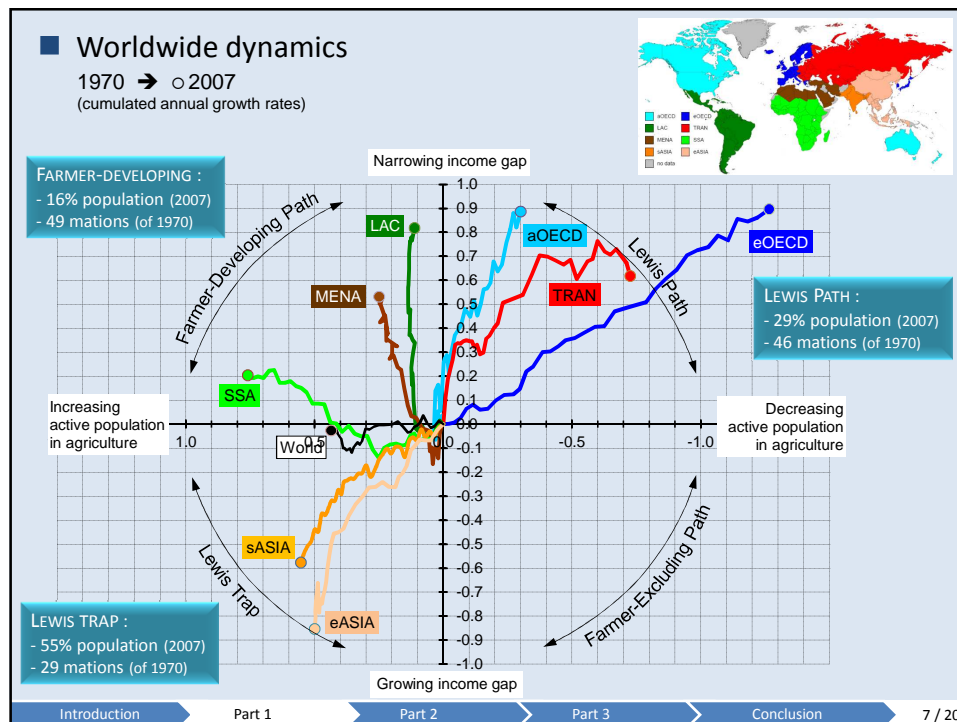 Worldwide dynamics
1970 ➔ ○ 2007
(cumulated annual growth rates)
aOECD eOECD
LAC TRAN
MENA SSA
sASIA eASIA
no data
FARMER-DEVELOPING :
- 16% population (2007)
- 49 mations (of 1970)
Narrowing income gap
1.0
0.9
0.8
0.7
0.6
0.5
0.4
0.3
0.2
0.1
0.0
-0.1
-0.2
-0.3
-0.4
-0.5
-0.6
-0.7
-0.8
-0.9
-1.0
Growing income gap
Farmer-Developing Path
Lewis Path
LAC
aOECD
eOECD
MENA
TRAN
SSA
World
sASIA
eASIA
LEWIS PATH :
- 29% population (2007)
- 46 mations (of 1970)
Increasing
active population
in agriculture
1.0 0.5 0.0 -0.5 -1.0
Decreasing
active population
in agriculture
Lewis Trap
Farmer-Excluding Path
LEWIS TRAP :
- 55% population (2007)
- 29 mations (of 1970)
Introduction Part 1 Part 2 Part 3 Conclusion 7 / 20